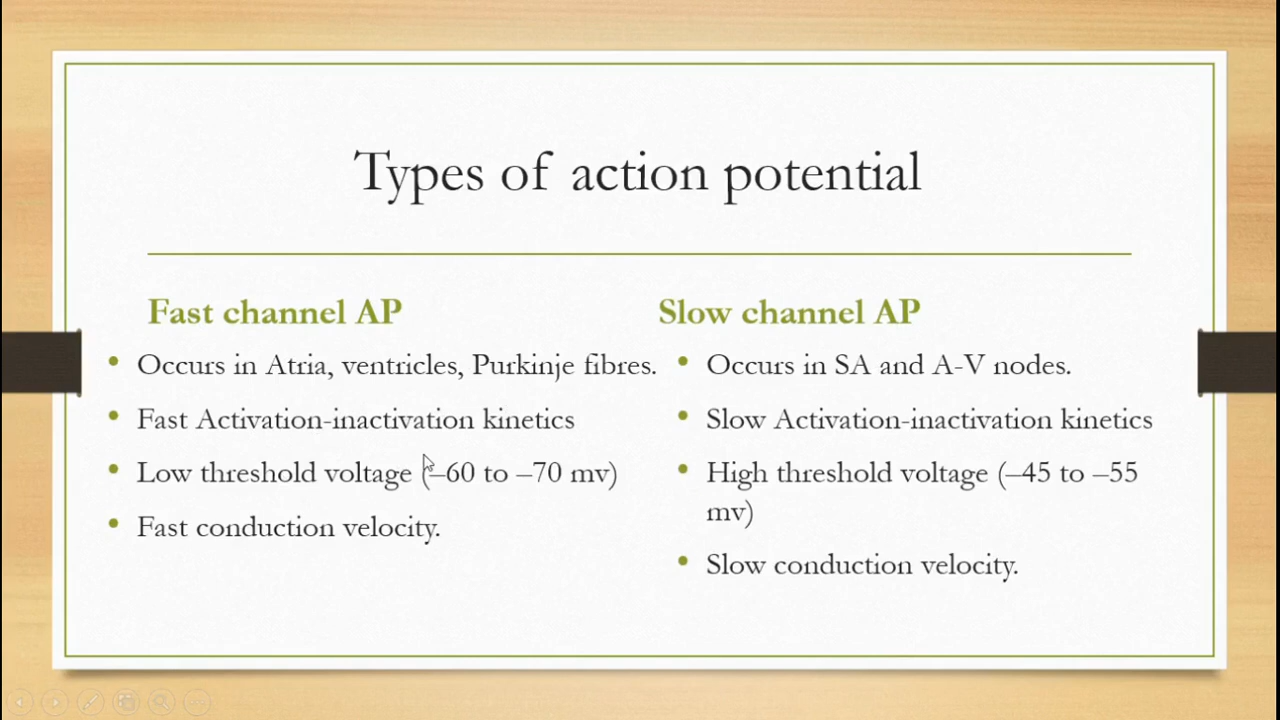 Types of action potential
Fast channel AP
• Occurs in Atria, ventricles, Purkinje fibres.
• Fast Activation-inactivation kinetics
• Low threshold voltage (–60 to –70 mv)
• Fast conduction velocity.
Slow channel AP
• Occurs in SA and A-V nodes.
• Slow Activation-inactivation kinetics
• High threshold voltage (–45 to –55
mv)
• Slow conduction velocity.